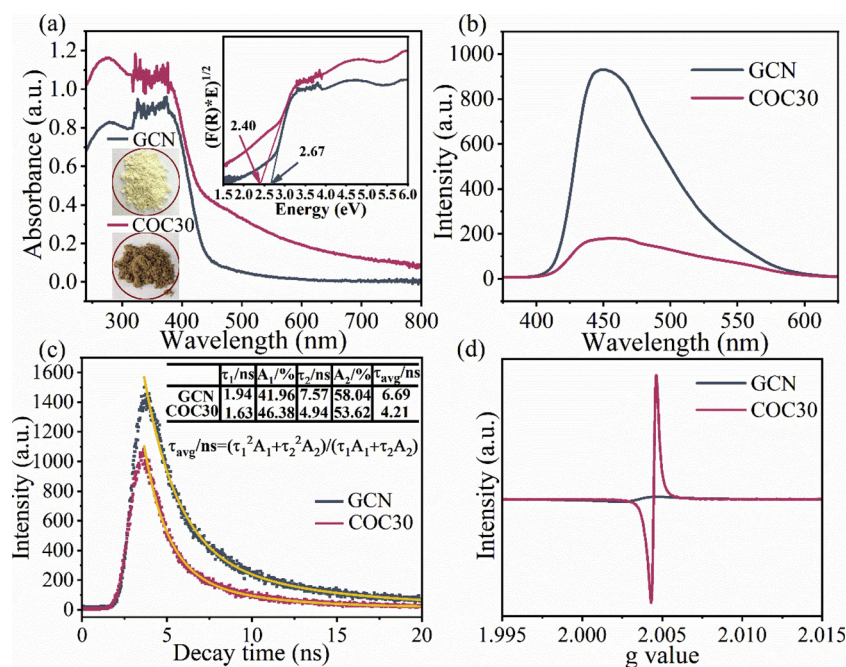 (a)
Absorbance (a.u.)
1.2
1.0
0.8
0.6
0.4
0.2
0.0
GCN
COC30
300 400 500 600 700 800
Wavelength (nm)
(F(R)*E)^1/2
2.40
2.67
1.5 2.0 2.5 3.0 3.5 4.0 4.5 5.0 5.5 6.0
Energy (eV)
(b)
Intensity (a.u.)
1000
800
600
400
200
0
GCN
COC30
400 450 500 550 600
Wavelength (nm)
(c)
Intensity (a.u.)
1600
1400
1200
1000
800
600
400
200
0
τ₁/ns A₁/% τ₂/ns A₂/% τavg/ns
GCN 1.94 41.96 7.57 58.04 6.69
COC30 1.63 46.38 4.94 53.62 4.21
τavg/ns=(τ₁²A₁+τ₂²A₂)/(τ₁A₁+τ₂A₂)
GCN
COC30
0 5 10 15 20
Decay time (ns)
(d)
Intensity (a.u.)
GCN
COC30
1.995 2.000 2.005 2.010 2.015
g value